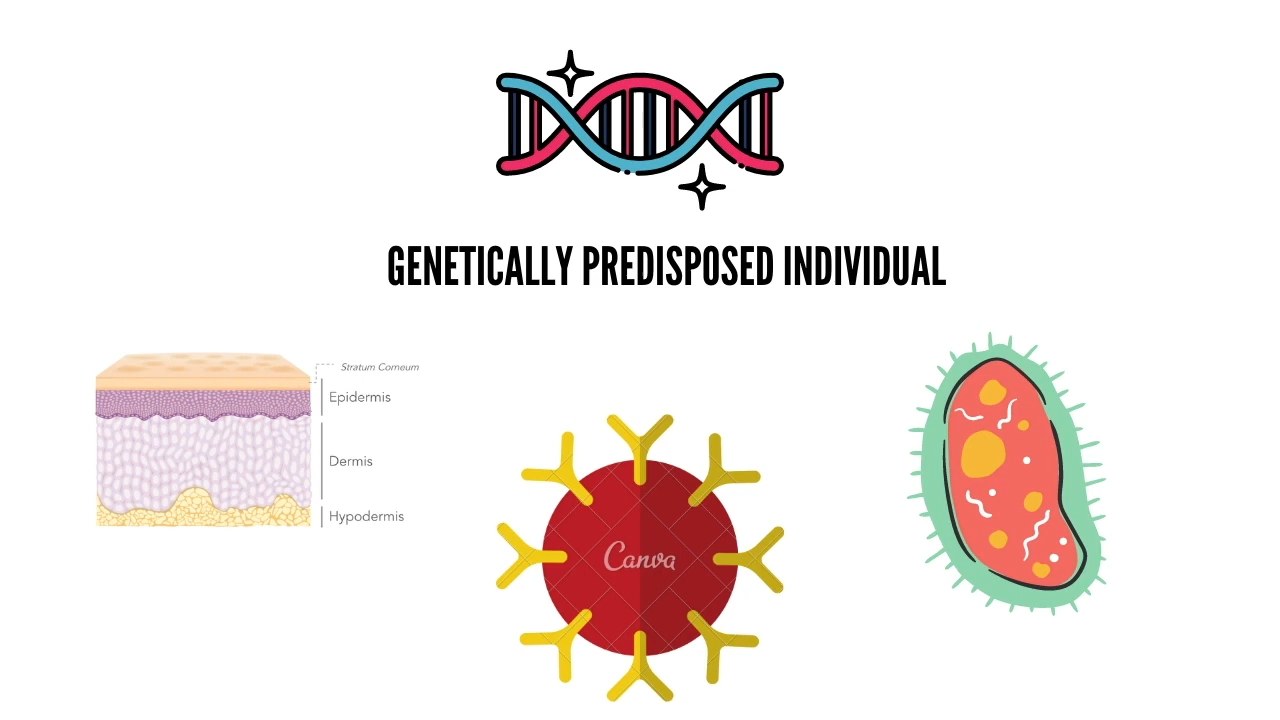 GENETICALLY PREDISPOSED INDIVIDUAL
Stratum Corneum
Epidermis
Dermis
Hypodermis
Canva